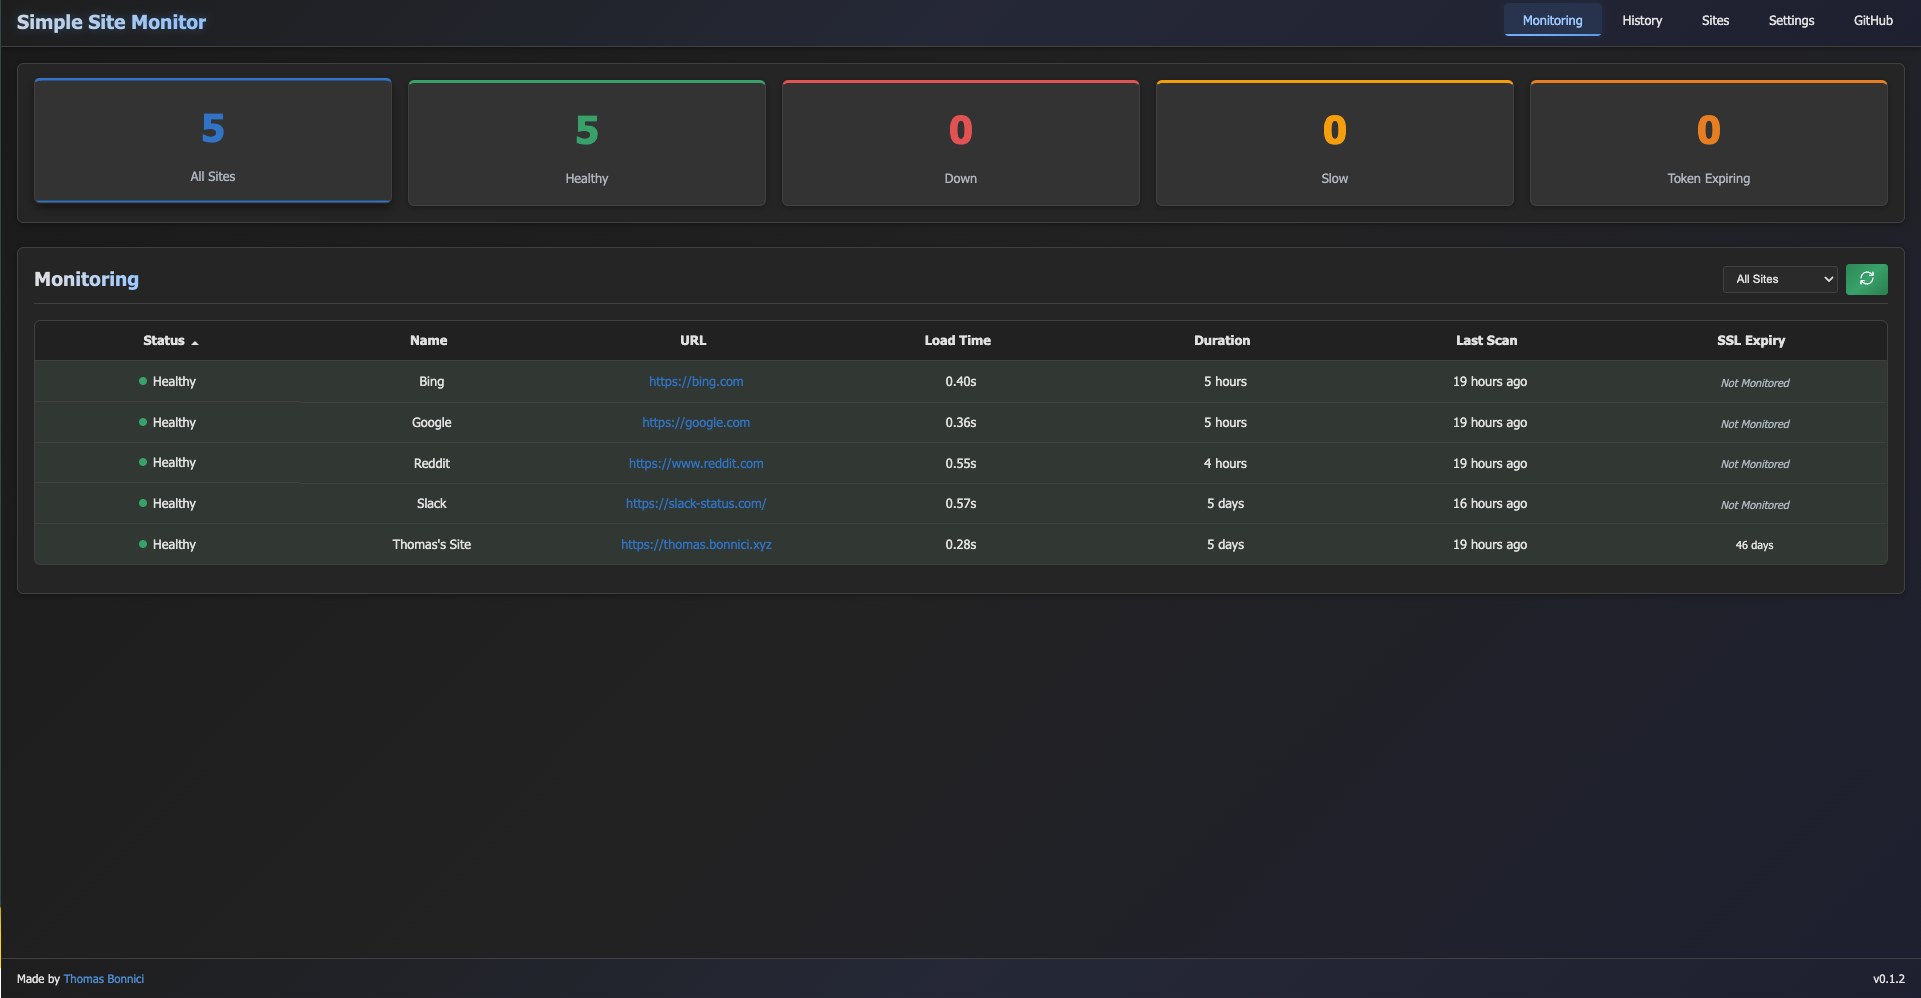 Simple Site Monitor
Monitoring History Sites Settings GitHub
5 5 0 0 0
All Sites Healthy Down Slow Token Expiring
Monitoring
All Sites
Status Name URL Load Time Duration Last Scan SSL Expiry
Healthy Bing https://bing.com 0.40s 5 hours 19 hours ago Not Monitored
Healthy Google https://google.com 0.36s 5 hours 19 hours ago Not Monitored
Healthy Reddit https://www.reddit.com 0.55s 4 hours 19 hours ago Not Monitored
Healthy Slack https://slack-status.com/ 0.57s 5 days 16 hours ago Not Monitored
Healthy Thomas's Site https://thomas.bonnici.xyz 0.28s 5 days 19 hours ago 46 days
Made by Thomas Bonnici
v0.1.2